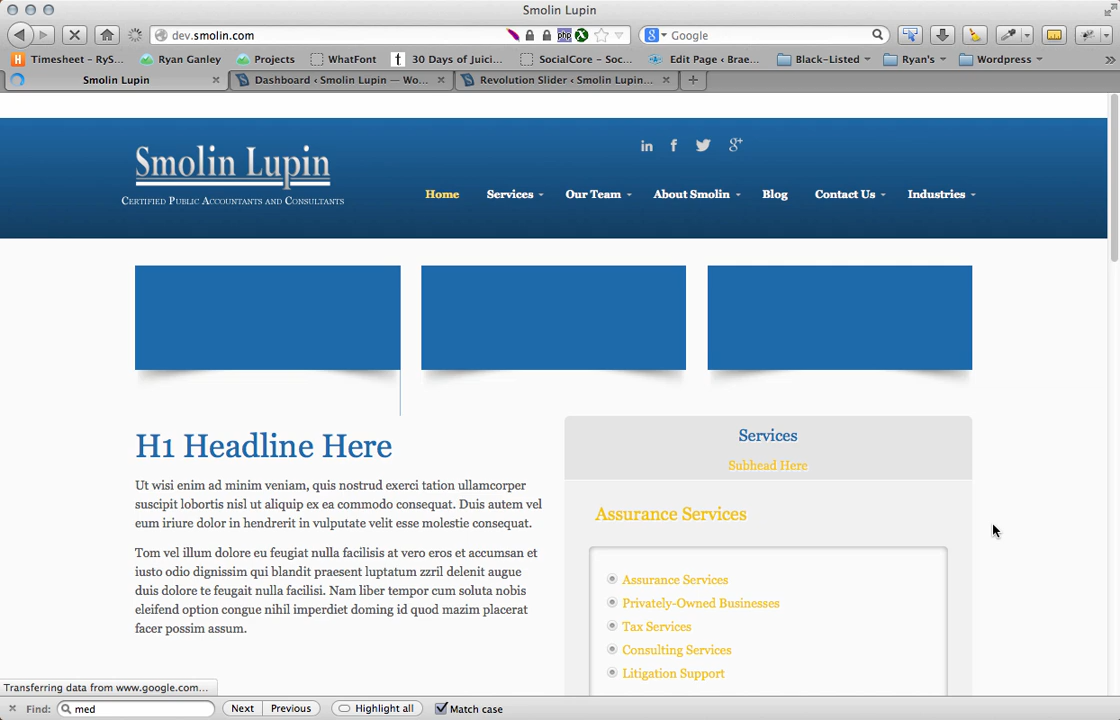 Smolin Lupin
dev.smolin.com
Google
Timesheet – RyS...
Ryan Ganley
Projects
WhatFont
30 Days of Juici...
SocialCore – Soc...
Edit Page ‹ Brae...
Black-Listed
Ryan's
Wordpress
Smolin Lupin
Dashboard ‹ Smolin Lupin — Wo...
Revolution Slider ‹ Smolin Lupin...
Smolin Lupin
Certified Public Accountants and Consultants
Home
Services
Our Team
About Smolin
Blog
Contact Us
Industries
H1 Headline Here
Ut wisi enim ad minim veniam, quis nostrud exerci tation ullamcorper
suscipit lobortis nisl ut aliquip ex ea commodo consequat. Duis autem vel
eum iriure dolor in hendrerit in vulputate velit esse molestie consequat.
Tom vel illum dolore eu feugiat nulla facilisis at vero eros et accumsan et
iusto odio dignissim qui blandit praesent luptatum zzril delenit augue
duis dolore te feugait nulla facilisi. Nam liber tempor cum soluta nobis
eleifend option congue nihil imperdiet doming id quod mazim placerat
facer possim assum.
Services
Subhead Here
Assurance Services
Assurance Services
Privately-Owned Businesses
Tax Services
Consulting Services
Litigation Support
Transferring data from www.google.com...
Find:
med
Next
Previous
Highlight all
Match case